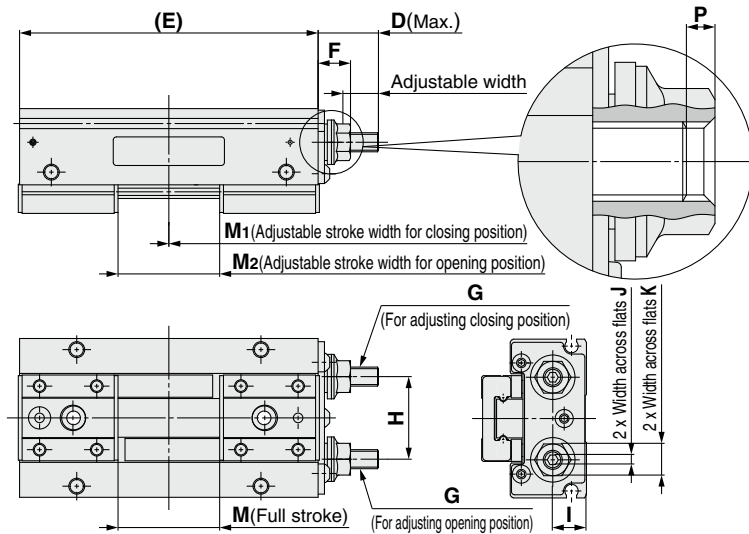 (E)
D(Max.)
F
P
Adjustable width
M1(Adjustable stroke width for closing position)
M2(Adjustable stroke width for opening position)
G
(For adjusting closing position)
H
G
(For adjusting opening position)
M(Full stroke)
I
2 x Width across flats J
2 x Width across flats K